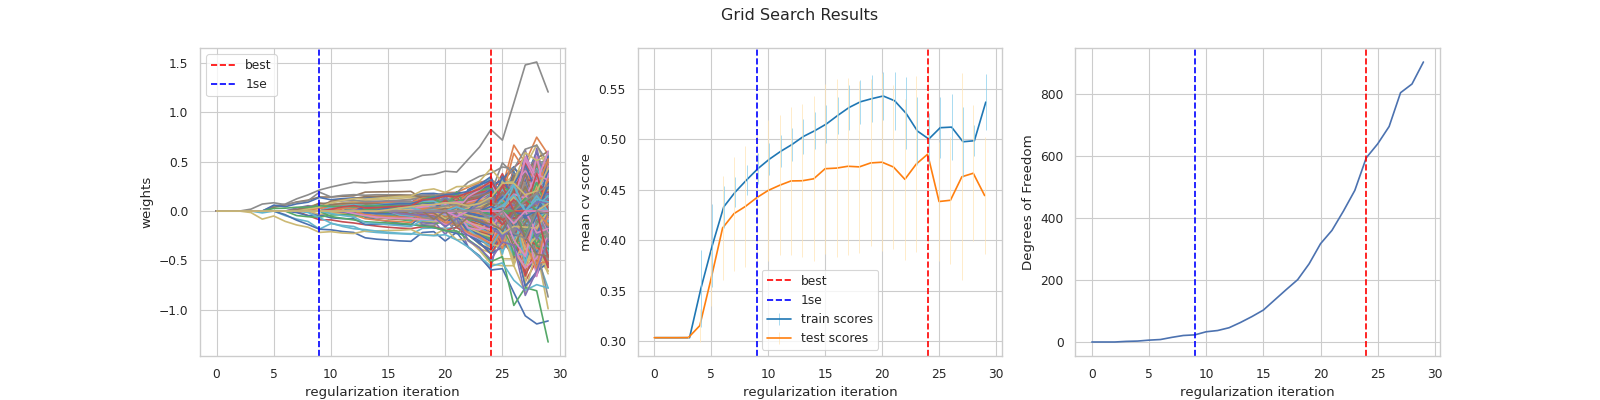 Grid Search Results
weights
1.5
1.0
0.5
0.0
−0.5
−1.0
best
1se
0 5 10 15 20 25 30
regularization iteration
mean cv score
0.55
0.50
0.45
0.40
0.35
0.30
best
1se
train scores
test scores
0 5 10 15 20 25 30
regularization iteration
Degrees of Freedom
800
600
400
200
0
0 5 10 15 20 25 30
regularization iteration